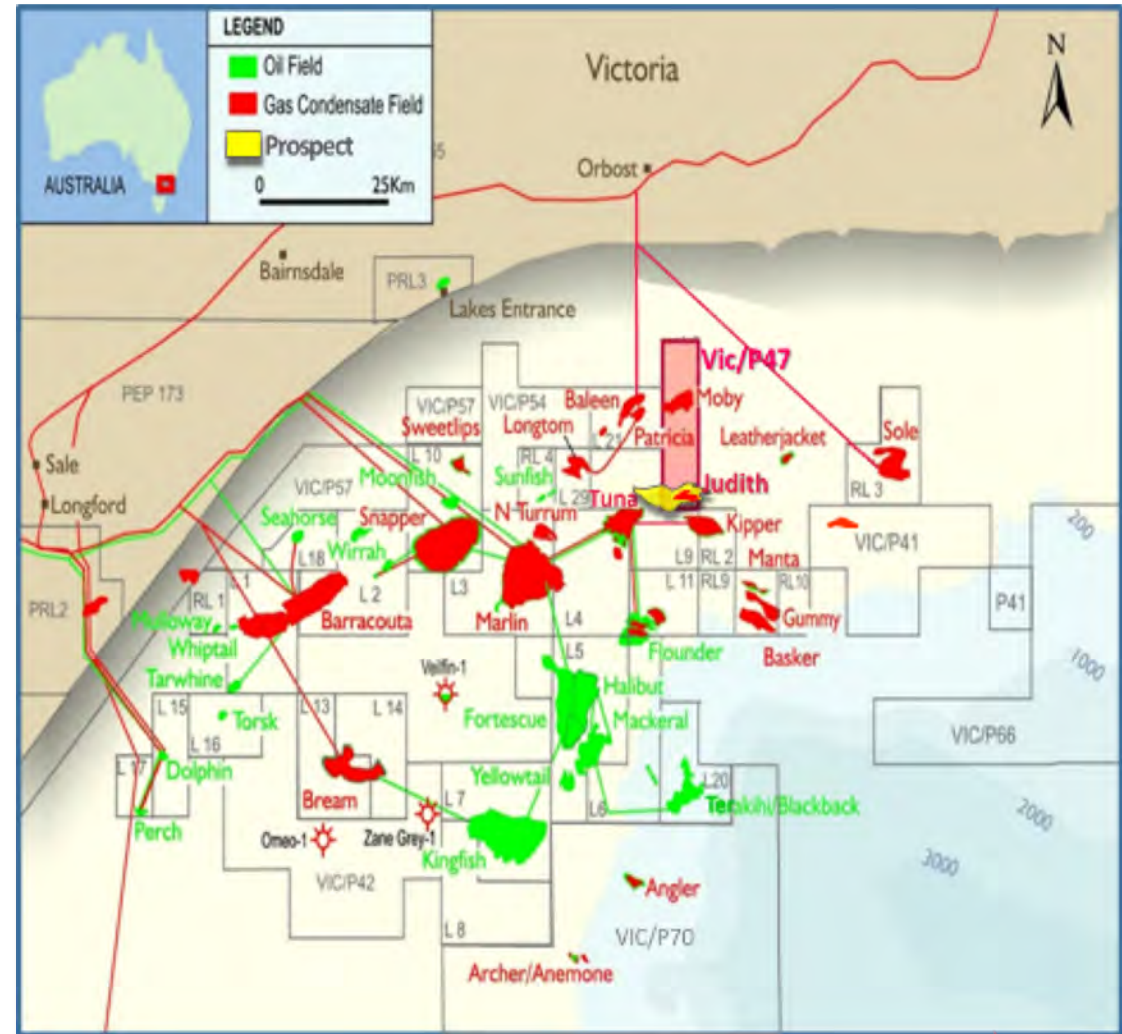 LEGEND
Oil Field
Gas Condensate Field
Prospect
0 25Km
AUSTRALIA
Victoria
N
Orbost
Bairnsdale
PRL3
Lakes Entrance
PEP 173
Vic/P47
VIC/P57
VIC/P54
Baleen
Moby
Sweetlips
Longtom
L 21
Patricia
Leatherjacket
Sole
Sale
L 10
RL 4
Moonfish
Sunfish
Judith
Longford
VIC/P57
L 29
Tuna
RL 3
Seahorse
Snapper
N Turrum
Kipper
200
Wirrah
VIC/P41
L18
L9
RL 2
Manta
L 1
L 2
L3
L 11
RL9
RL10
PRL2
RL 1
P41
Mulloway
Barracouta
Marlin
L4
Gummy
Whiptail
Flounder
Basker
Tarwhine
Veilfin-1
L5
1000
Halibut
L 15
L13
L 14
Fortescue
Mackeral
Torsk
L 16
VIC/P66
L17
Dolphin
Yellowtail
L20
Bream
L 7
L6
Terakihi/Blackback
2000
Perch
Omeo-1
Zane Grey-1
Kingfish
3000
VIC/P42
Angler
L 8
VIC/P70
Archer/Anemone